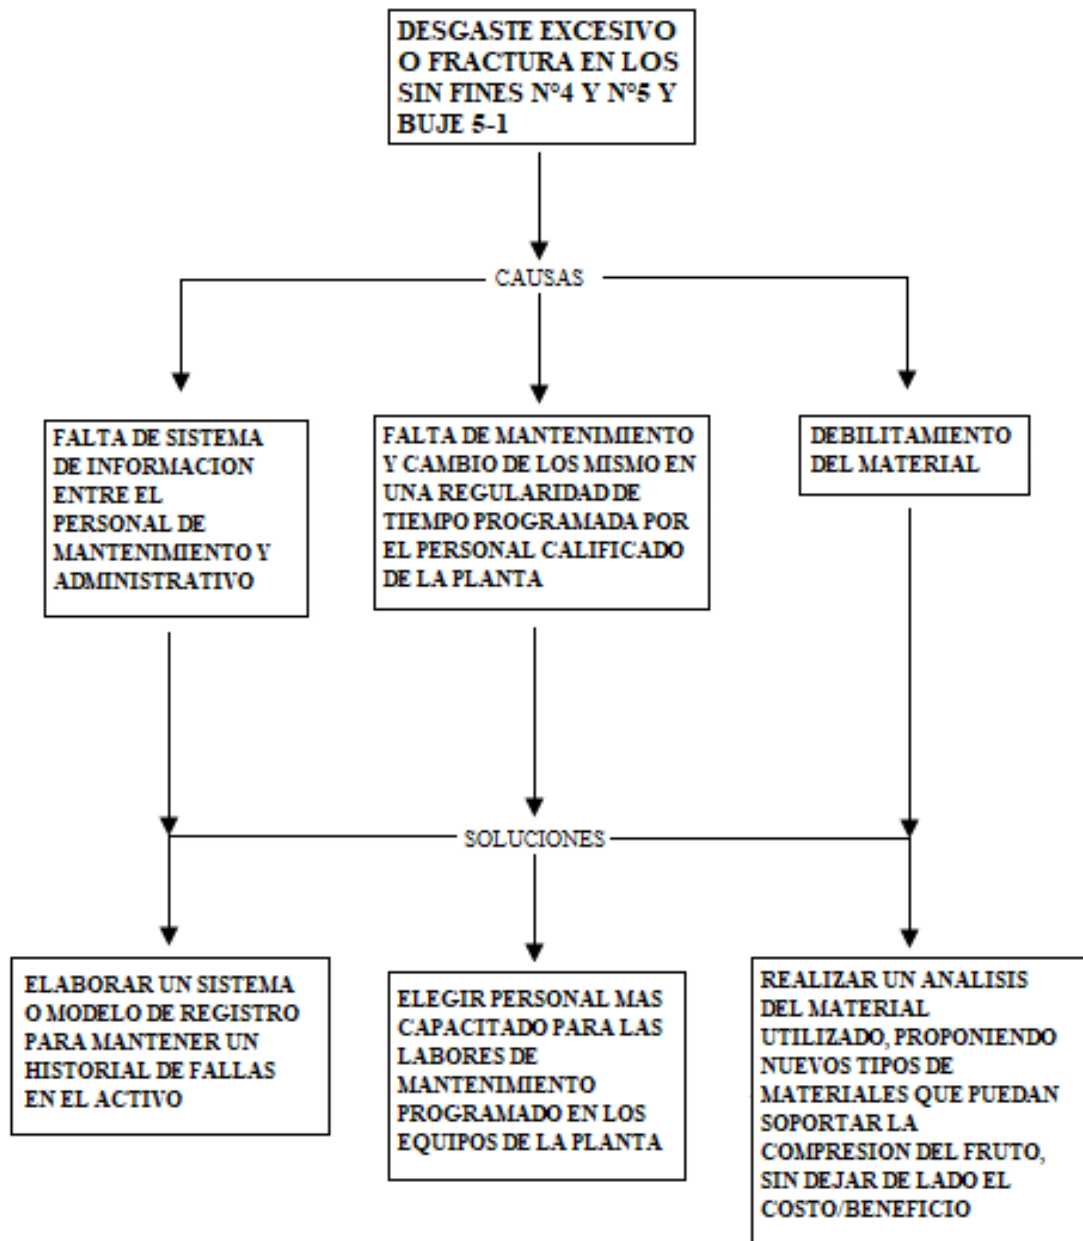 DESGASTE EXCESIVO
O FRACTURA EN LOS
SIN FINES N°4 Y N°5 Y
BUJE 5-1
CAUSAS
FALTA DE SISTEMA
DE INFORMACION
ENTRE EL
PERSONAL DE
MANTENIMIENTO Y
ADMINISTRATIVO
FALTA DE MANTENIMIENTO
Y CAMBIO DE LOS MISMO EN
UNA REGULARIDAD DE
TIEMPO PROGRAMADA POR
EL PERSONAL CALIFICADO
DE LA PLANTA
DEBILITAMIENTO
DEL MATERIAL
SOLUCIONES
ELABORAR UN SISTEMA
O MODELO DE REGISTRO
PARA MANTENER UN
HISTORIAL DE FALLAS
EN EL ACTIVO
ELEGIR PERSONAL MAS
CAPACITADO PARA LAS
LABORES DE
MANTENIMIENTO
PROGRAMADO EN LOS
EQUIPOS DE LA PLANTA
REALIZAR UN ANALISIS
DEL MATERIAL
UTILIZADO, PROPONIENDO
NUEVOS TIPOS DE
MATERIALES QUE PUEDAN
SOPORTAR LA
COMPRESION DEL FRUTO,
SIN DEJAR DE LADO EL
COSTO/BENEFICIO